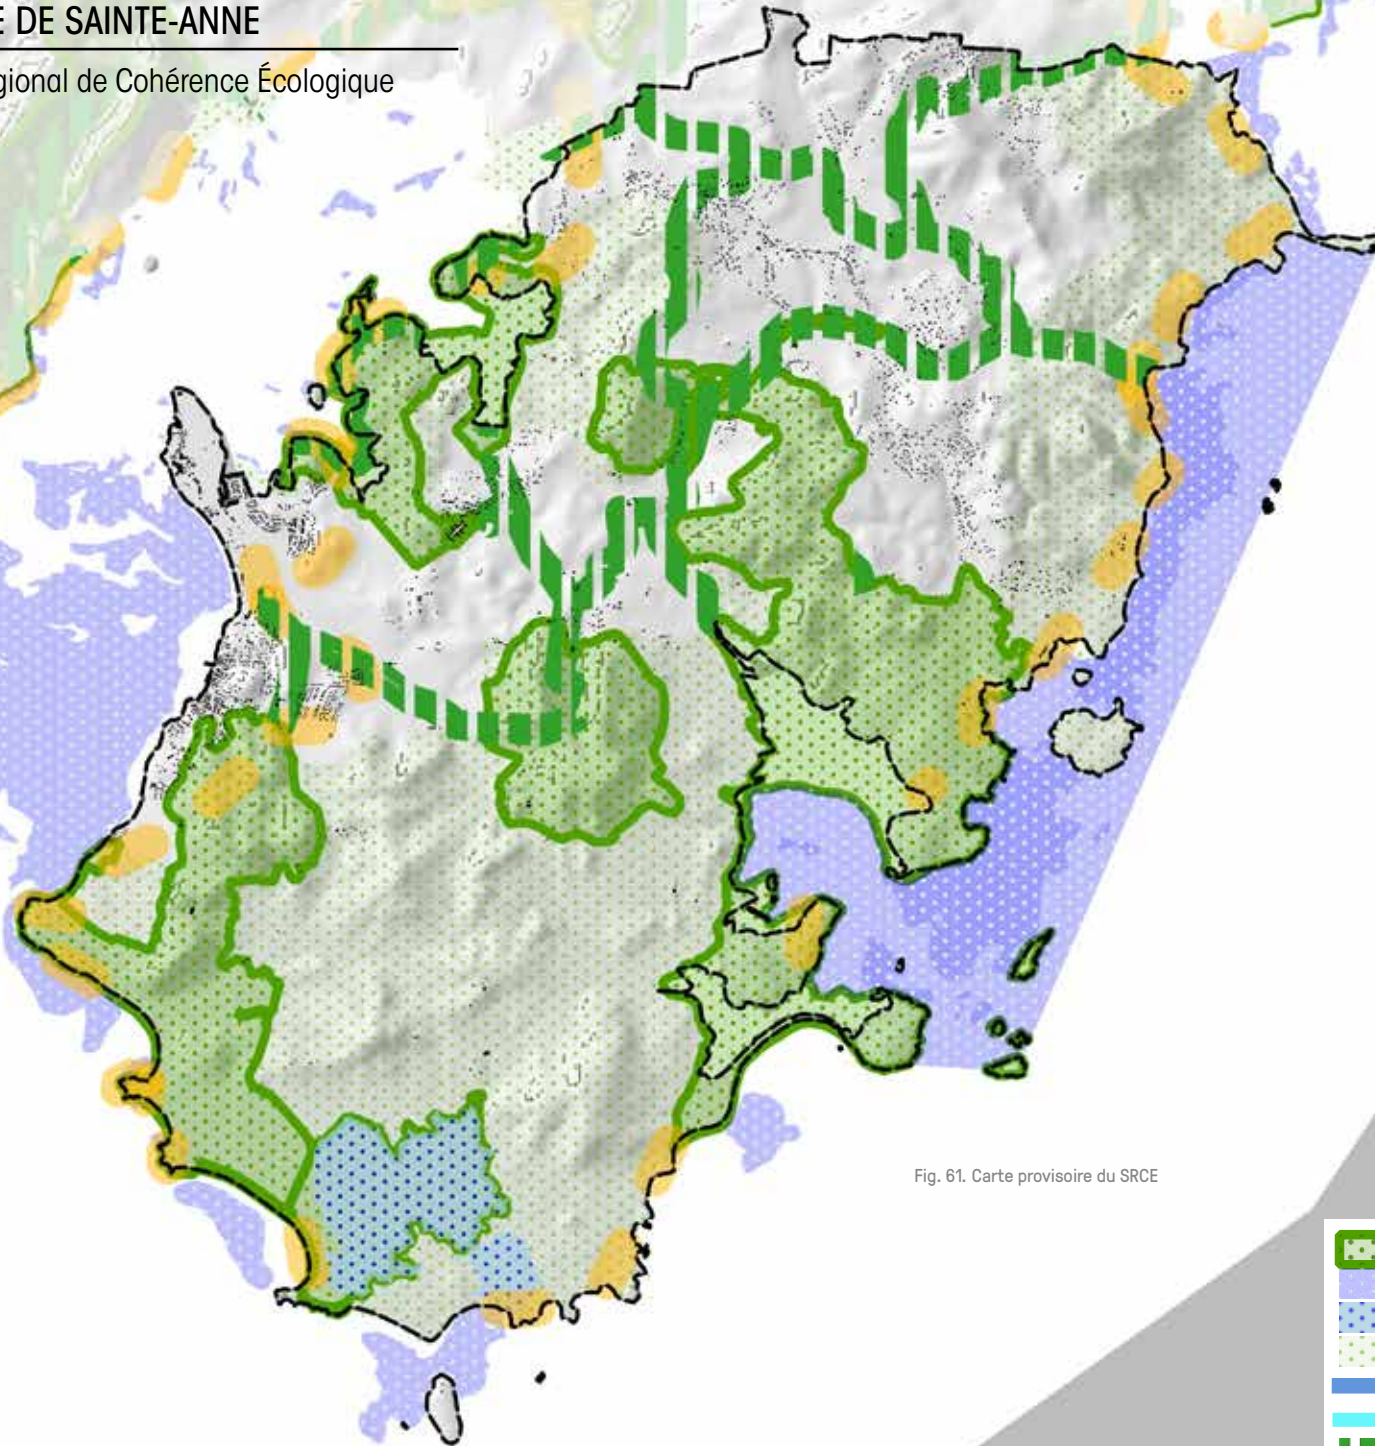 E DE SAINTE-ANNE
gional de Cohérence Écologique
Fig. 61. Carte provisoire du SRCE